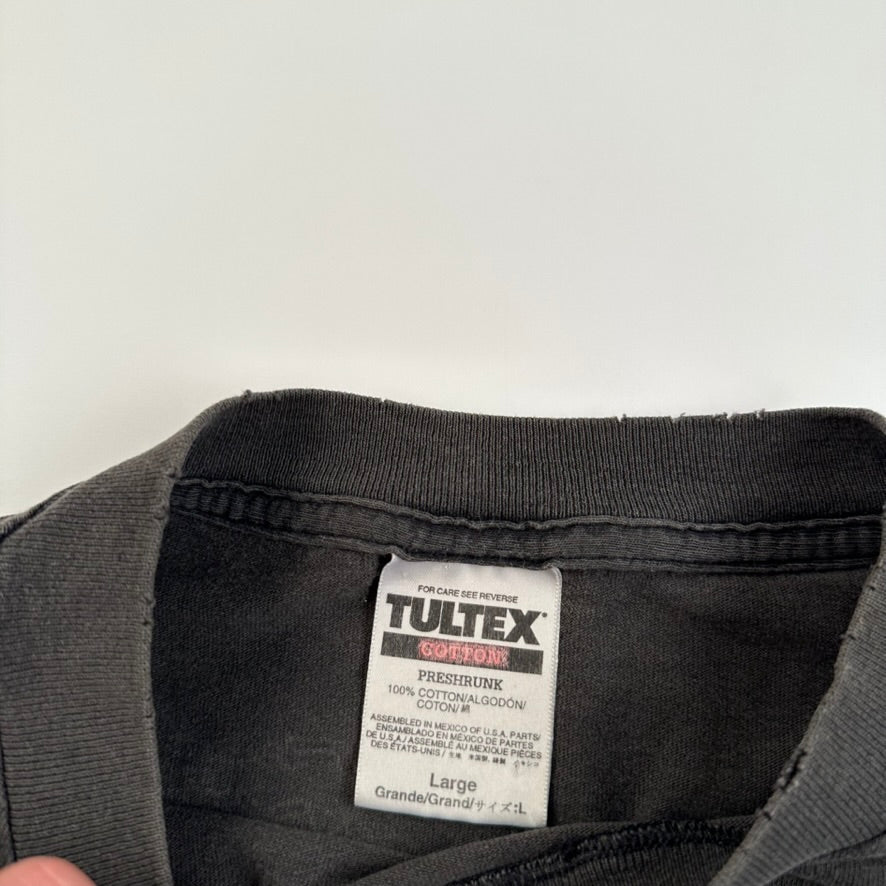 FOR CARE SEE REVERSE
TULTEX
COTTON
PRESHRUNK
100% COTTON/ALGODÓN/
COTON/綿
ASSEMBLED IN MEXICO OF U.S.A. PARTS/
ENSAMBLADO EN MÉXICO DE PARTES
DE U.S.A./ ASSEMBLÉ AU MEXIQUE PIÈCES
DES ÉTATS-UNIS /
Large
Grande/Grand/サイズ:L